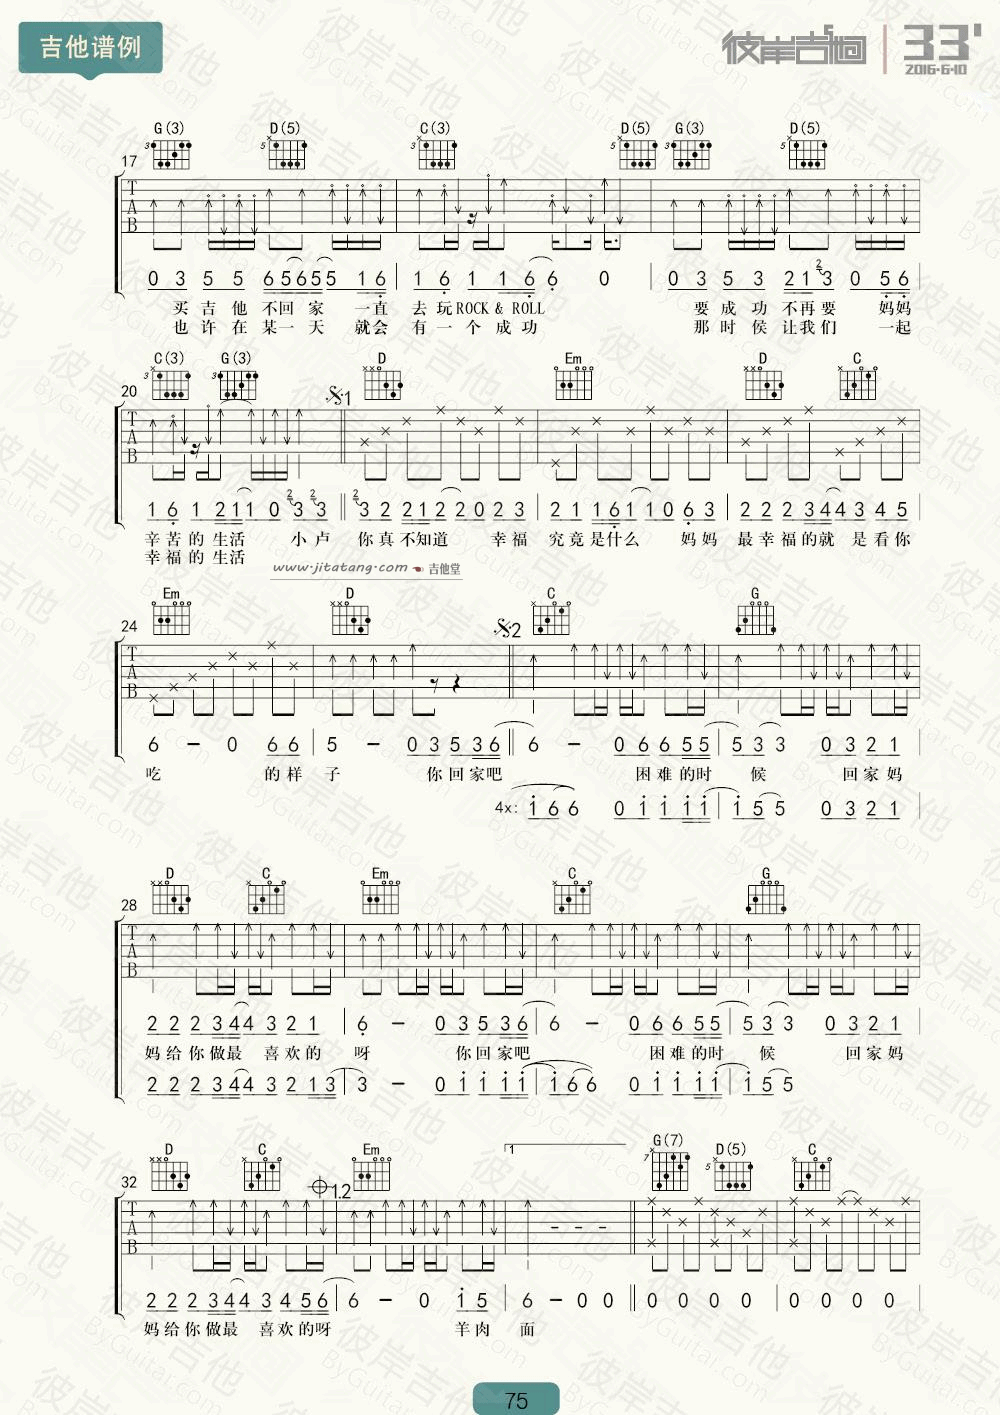 吉他谱例
彼岸吉他 33' 2016·6·10
G(3) D(5) C(3) D(5) G(3) D(5)
17
0 3 5 5 6 5 6 5 5 1 6 1 6 1 1 6 6 0 0 3 5 3 2 1 3 0 5 6
买 吉 他 不 回 家 一直 去 玩 ROCK & ROLL 要 成 功 不 再 要 妈妈
也 许 在 某 一 天 就会 有 一 个 成 功 那 时 侯 让我 们 一 起
C(3) G(3) D Em D C
20 1
1 6 1 2 1 1 0 3 3 3 2 2 1 2 2 0 2 3 2 1 1 6 1 1 0 6 3 2 2 2 3 4 4 3 4 5
辛 苦 的 生 活 小 卢 你 真 不 知 道 幸 福 究 竟 是 什么 妈妈 最 幸 福 的 就 是 看 你
幸 福 的 生 活
www.jitatang.com 吉他堂
Em D C G
24 2
6 – 0 6 6 5 – 0 3 5 3 6 6 – 0 6 6 5 5 5 3 3 0 3 2 1
吃 的 样 子 你 回 家 吧 困 难 的 时 候 回 家 妈
4x: i 6 6 0 i i i i i 5 5 0 3 2 1
D C Em C G
28
2 2 2 3 4 4 3 2 1 6 – 0 3 5 3 6 6 – 0 6 6 5 5 5 3 3 0 3 2 1
妈 给 你 做 最 喜 欢 的 呀 你 回 家 吧 困 难 的 时 候 回 家 妈
2 2 2 3 4 4 3 2 1 3 3 – 0 i i i i i 6 6 0 i i i i i 5 5
D C Em 1 G(7) D(5) C
32 1.2
2 2 2 3 4 4 3 4 5 6 6 – 0 i 5 6 – 0 0 0 0 0 0 0 0 0 0
妈 给 你 做 最 喜 欢 的 呀 羊 肉 面
75